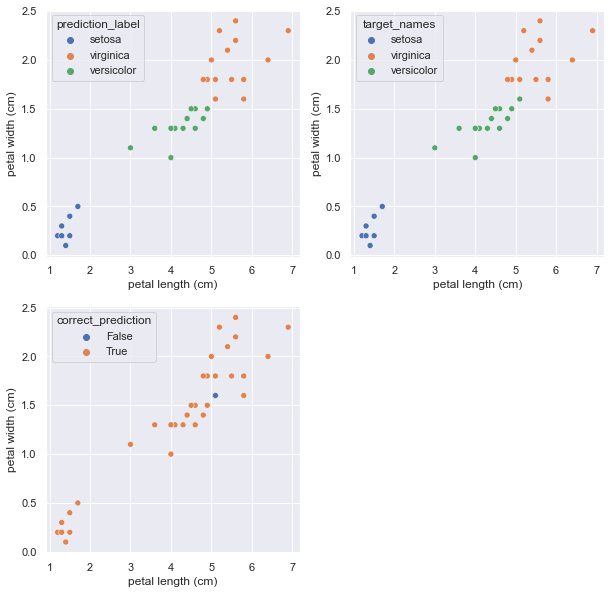 prediction_label
setosa
virginica
versicolor
2.5
2.0
1.5
1.0
0.5
0.0
petal width (cm)
1 2 3 4 5 6 7
petal length (cm)
target_names
setosa
virginica
versicolor
2.5
2.0
1.5
1.0
0.5
0.0
petal width (cm)
1 2 3 4 5 6 7
petal length (cm)
correct_prediction
False
True
2.5
2.0
1.5
1.0
0.5
0.0
petal width (cm)
1 2 3 4 5 6 7
petal length (cm)